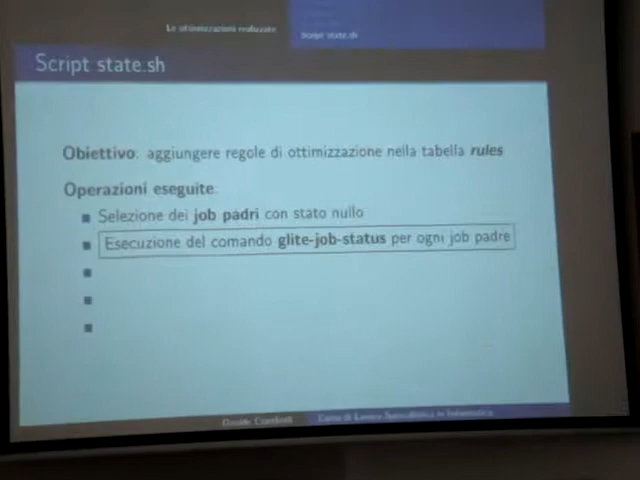 Le ottimizzazioni realizzate
Script state.sh
Script state.sh
Obiettivo: aggiungere regole di ottimizzazione nella tabella rules
Operazioni eseguite:
Selezione dei job padri con stato nullo
Esecuzione del comando glite-job-status per ogni job padre
Davide
Corso di Laurea Specialistica in Informatica